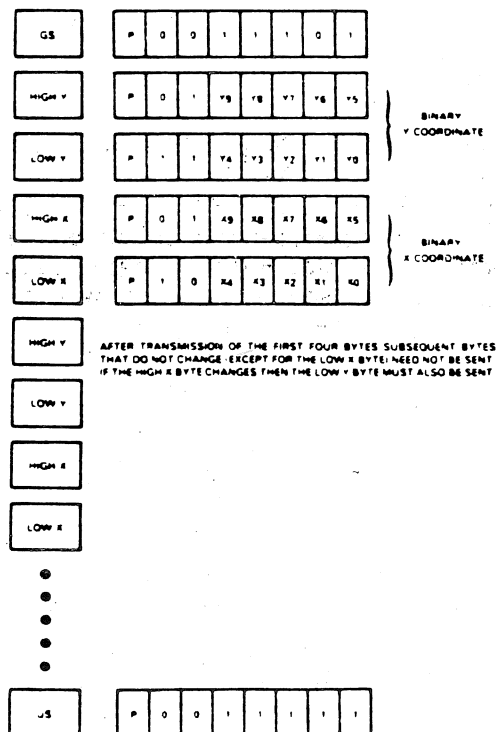 GS P 0 0 1 1 1 0 1
HIGH Y P 0 1 Y9 Y8 Y7 Y6 Y5
BINARY
Y COORDINATE
LOW Y P 1 1 Y4 Y3 Y2 Y1 Y0
HIGH X P 0 1 X9 X8 X7 X6 X5
BINARY
X COORDINATE
LOW X P 1 0 X4 X3 X2 X1 X0
HIGH Y
AFTER TRANSMISSION OF THE FIRST FOUR BYTES SUBSEQUENT BYTES
THAT DO NOT CHANGE (EXCEPT FOR THE LOW X BYTE) NEED NOT BE SENT
IF THE HIGH X BYTE CHANGES THEN THE LOW Y BYTE MUST ALSO BE SENT
LOW Y
HIGH X
LOW X
US P 0 0 1 1 1 1 1